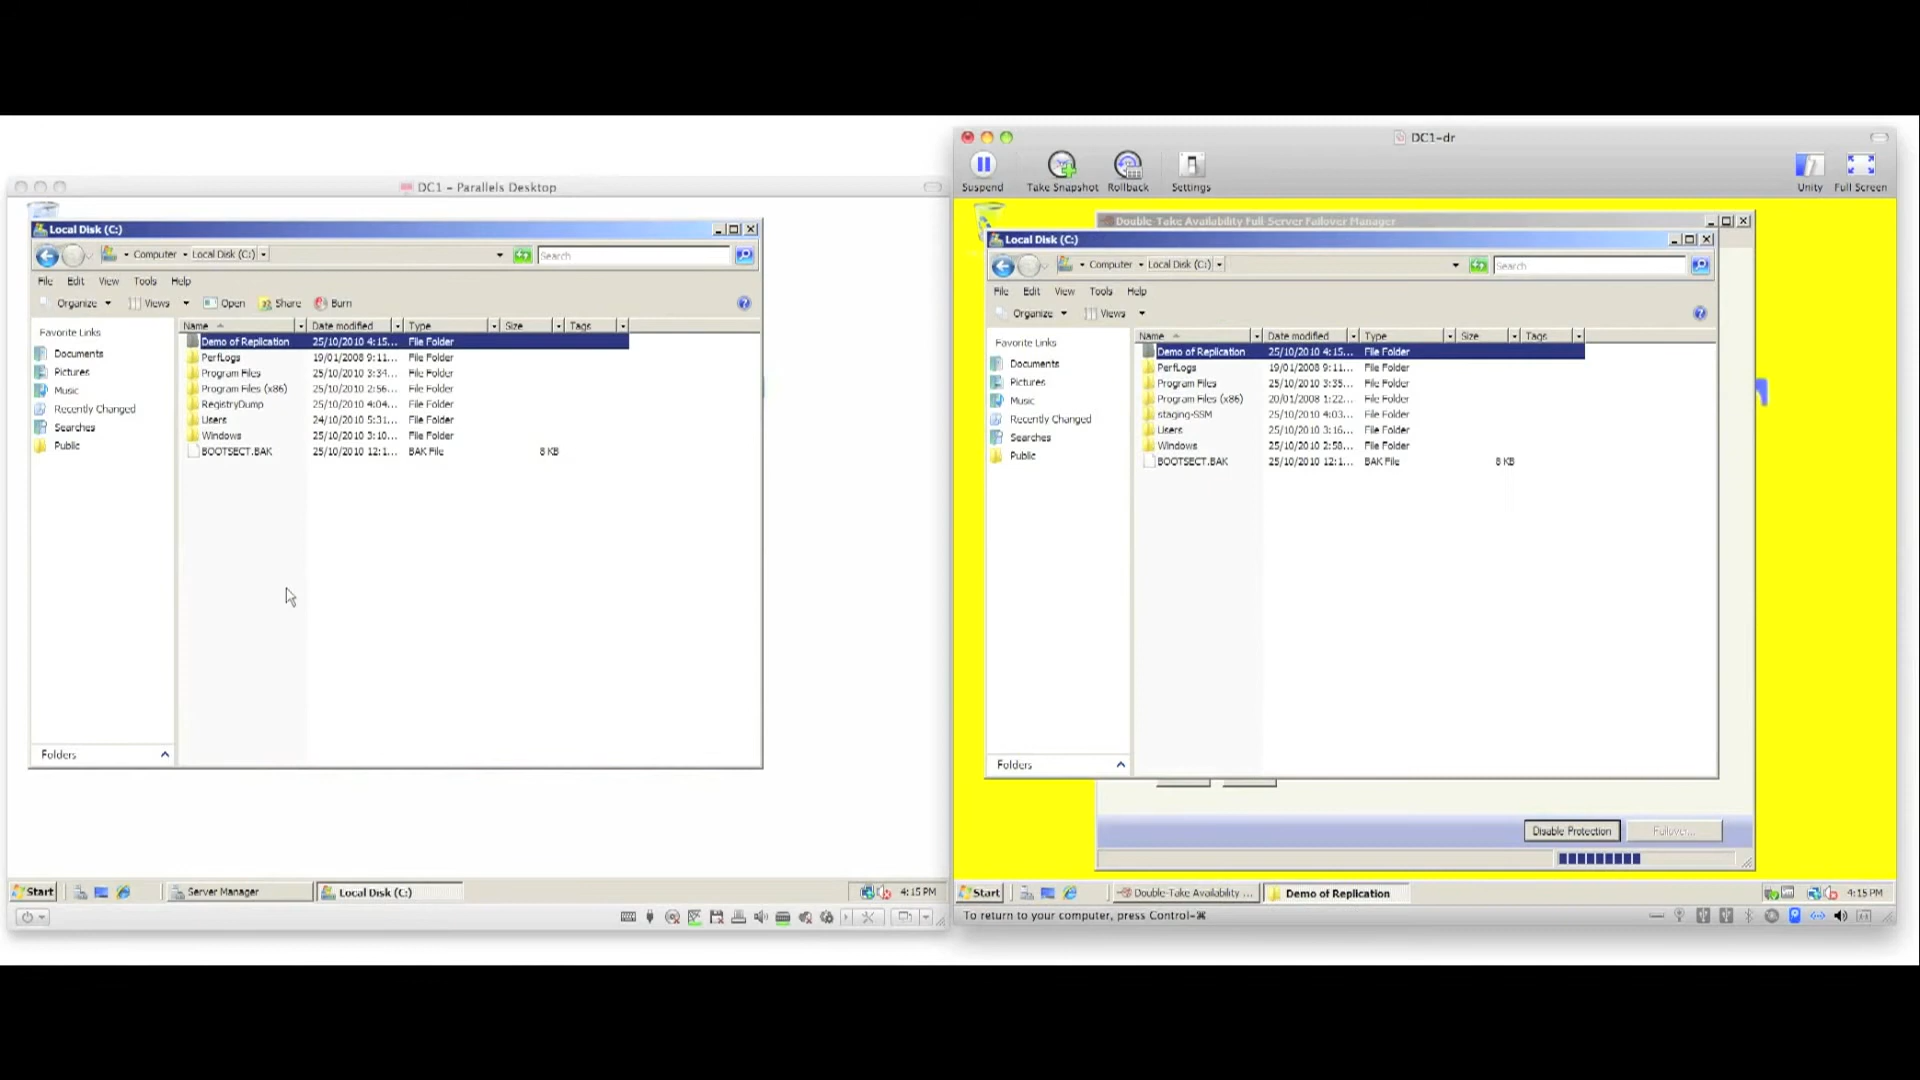 DC1 – Parallels Desktop
Local Disk (C:)
Computer Local Disk (C:) Search
File Edit View Tools Help
Organize Views Open Share Burn
Favorite Links
Documents
Pictures
Music
Recently Changed
Searches
Public
Folders
Name Date modified Type Size Tags
Demo of Replication 25/10/2010 4:15... File Folder
PerfLogs 19/01/2008 9:11... File Folder
Program Files 25/10/2010 3:34... File Folder
Program Files (x86) 25/10/2010 2:56... File Folder
RegistryDump 25/10/2010 4:04... File Folder
Users 24/10/2010 5:31... File Folder
Windows 25/10/2010 3:10... File Folder
BOOTSECT.BAK 25/10/2010 12:1... BAK File 8 KB
Start Server Manager Local Disk (C:) 4:15 PM
DC1-dr
Suspend Take Snapshot Rollback Settings Unity Full Screen
Double-Take Availability Full-Server Failover Manager
Local Disk (C:)
Computer Local Disk (C:) Search
File Edit View Tools Help
Organize Views
Favorite Links
Documents
Pictures
Music
Recently Changed
Searches
Public
Folders
Name Date modified Type Size Tags
Demo of Replication 25/10/2010 4:15... File Folder
PerfLogs 19/01/2008 9:11... File Folder
Program Files 25/10/2010 3:35... File Folder
Program Files (x86) 20/01/2008 1:22... File Folder
staging-SSM 25/10/2010 4:03... File Folder
Users 25/10/2010 3:16... File Folder
Windows 25/10/2010 2:58... File Folder
BOOTSECT.BAK 25/10/2010 12:1... BAK File 8 KB
Disable Protection Failover...
Start Double-Take Availability ... Demo of Replication 4:15 PM
To return to your computer, press Control-⌘